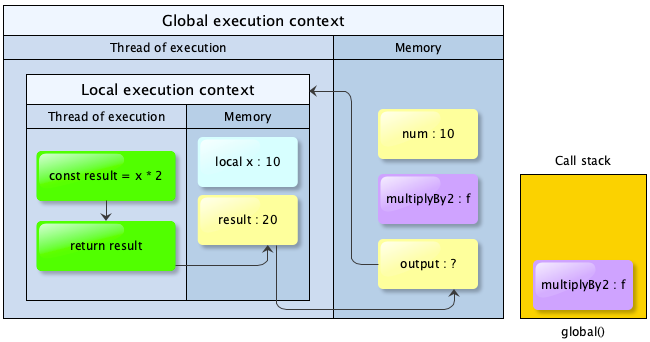 Global execution context
Thread of execution
Memory
Local execution context
Thread of execution
Memory
const result = x * 2
return result
local x : 10
result : 20
num : 10
multiplyBy2 : f
output : ?
Call stack
multiplyBy2 : f
global()